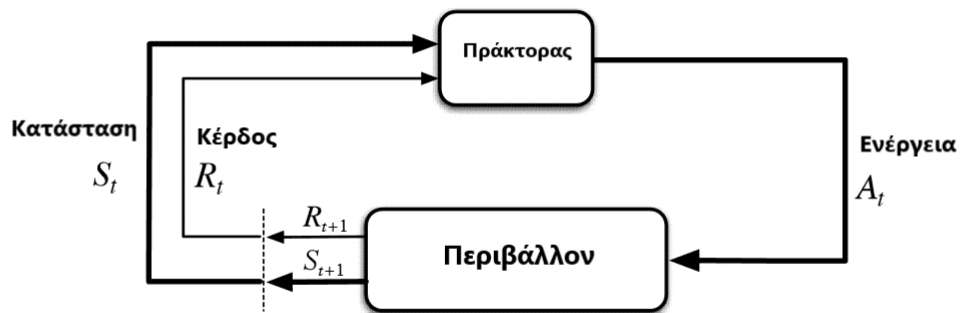 Πράκτορας
Κατάσταση
S_t
Κέρδος
R_t
Ενέργεια
A_t
R_{t+1}
S_{t+1}
Περιβάλλον